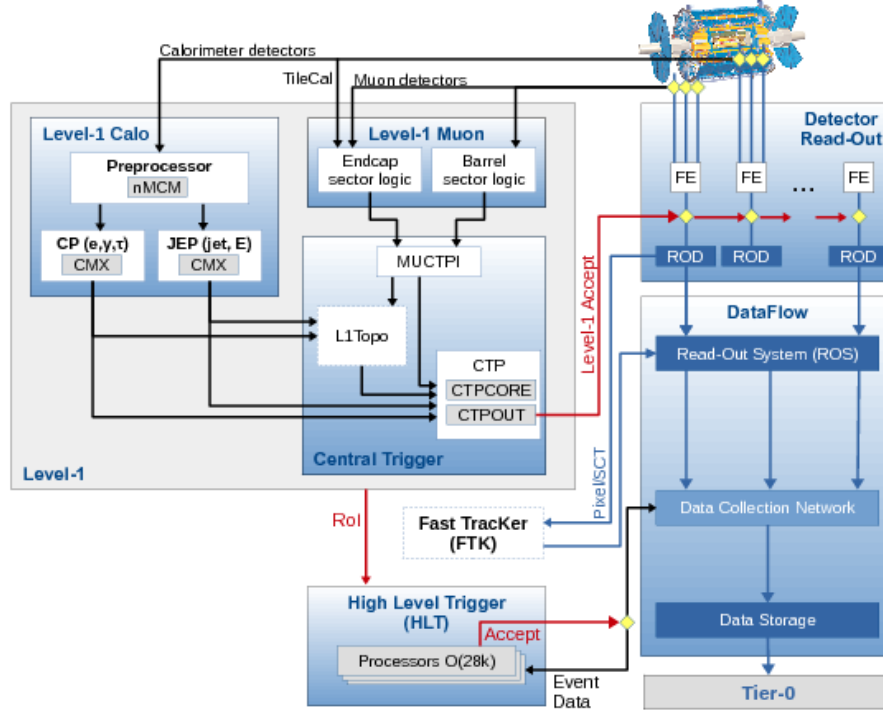 Calorimeter detectors
TileCal
Muon detectors
Level-1 Calo
Preprocessor
nMCM
CP (e,γ,τ)
CMX
JEP (jet, E)
CMX
Level-1 Muon
Endcap
sector logic
Barrel
sector logic
MUCTPI
L1Topo
CTP
CTPCORE
CTPOUT
Central Trigger
Level-1
Level-1 Accept
Detector
Read-Out
FE
FE
...
FE
ROD
ROD
ROD
DataFlow
Read-Out System (ROS)
Pixel/SCT
Data Collection Network
Data Storage
Tier-0
RoI
Fast TracKer
(FTK)
High Level Trigger
(HLT)
Accept
Processors O(28k)
Event
Data